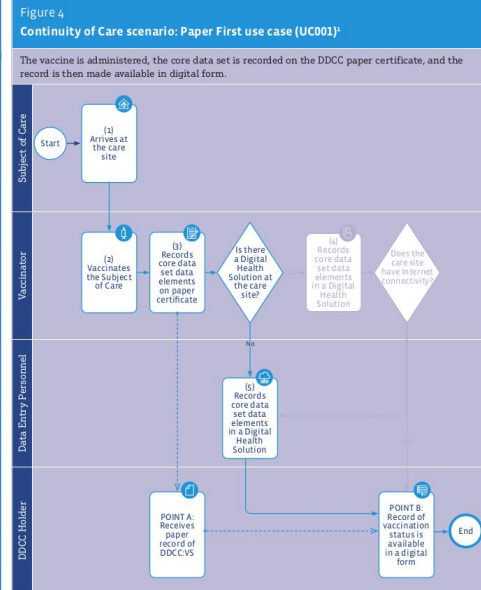 Figure 4
Continuity of Care scenario: Paper First use case (UC001)¹
The vaccine is administered, the core data set is recorded on the DDCC paper certificate, and the
record is then made available in digital form.
Subject of Care
Start
(1)
Arrives at
the care
site
Vaccinator
(2)
Vaccinates
the Subject
of Care
(3)
Records
core data
set data
elements
on paper
certificate
Is there
a Digital
Health
Solution at
the care
site?
(4)
Records
core data
set data
elements
in a Digital
Health
Solution
Does the
care site
have Internet
connectivity?
No
Data Entry Personnel
(5)
Records
core data
set data
elements
in a Digital
Health
Solution
DDCC Holder
POINT A:
Receives
paper
record of
DDCC:VS
POINT B:
Record of
vaccination
status is
available
in a digital
form
End